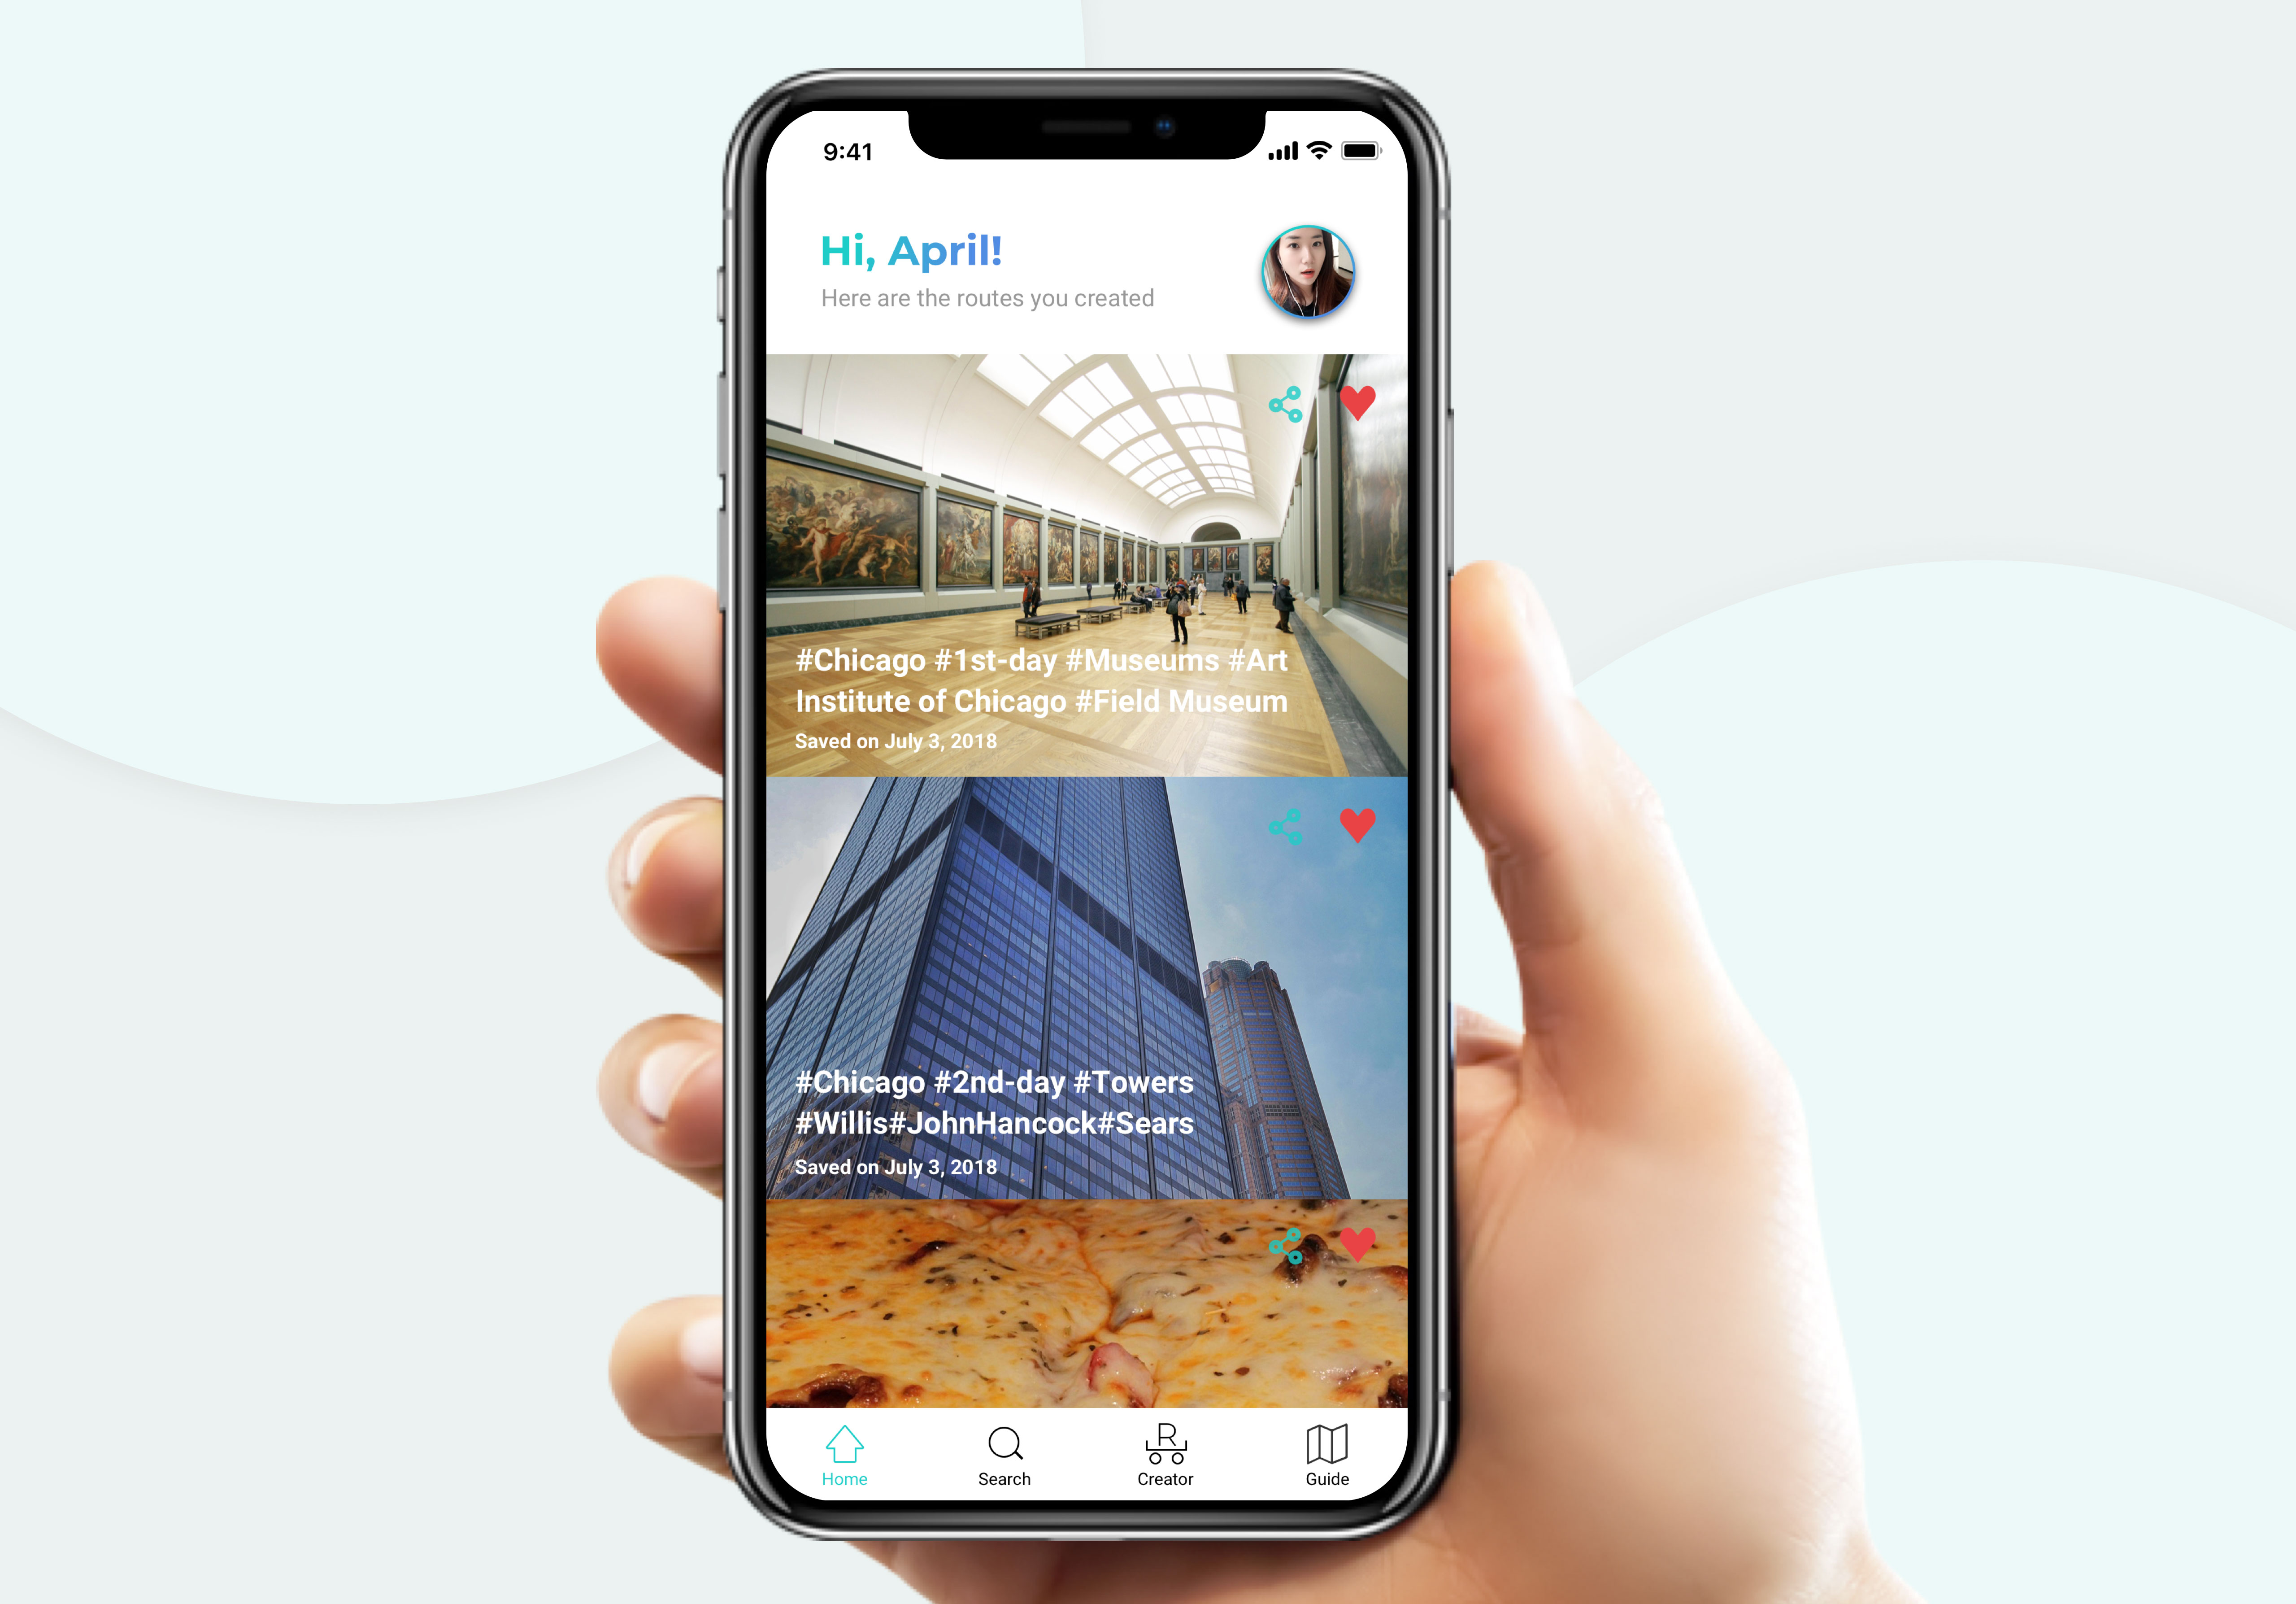 9:41
Hi, April!
Here are the routes you created
#Chicago #1st-day #Museums #Art
Institute of Chicago #Field Museum
Saved on July 3, 2018
#Chicago #2nd-day #Towers
#Willis#JohnHancock#Sears
Saved on July 3, 2018
R
Home
Search
Creator
Guide